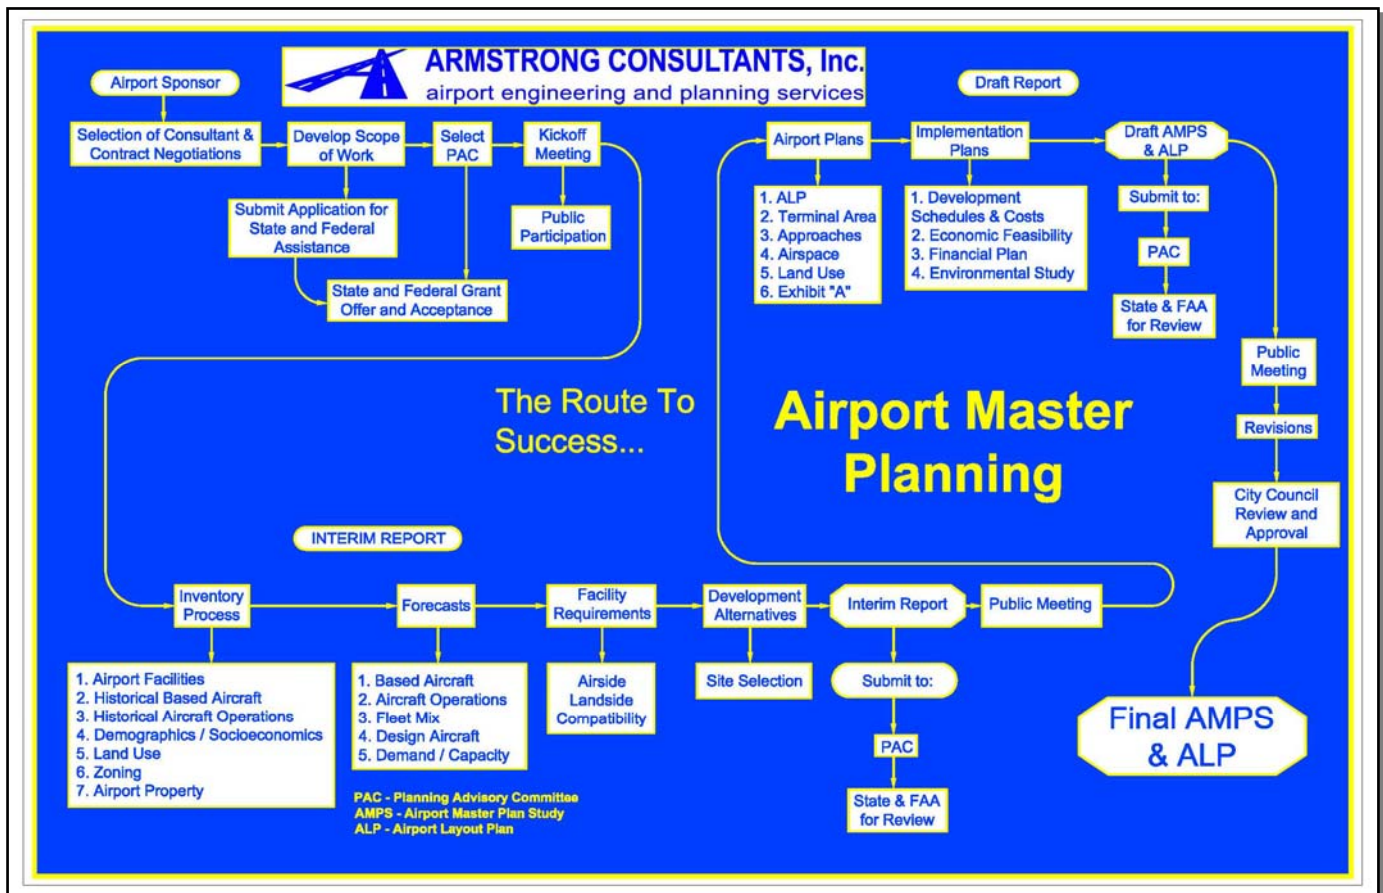 ARMSTRONG CONSULTANTS, Inc.
airport engineering and planning services
Airport Sponsor
Selection of Consultant &
Contract Negotiations
Develop Scope
of Work
Select
PAC
Kickoff
Meeting
Submit Application for
State and Federal
Assistance
State and Federal Grant
Offer and Acceptance
Public
Participation
Draft Report
Airport Plans
Implementation
Plans
Draft AMPS
& ALP
1. ALP
2. Terminal Area
3. Approaches
4. Airspace
5. Land Use
6. Exhibit "A"
1. Development
Schedules & Costs
2. Economic Feasibility
3. Financial Plan
4. Environmental Study
Submit to:
PAC
State & FAA
for Review
Public
Meeting
Revisions
City Council
Review and
Approval
The Route To
Success...
Airport Master
Planning
INTERIM REPORT
Inventory
Process
Forecasts
Facility
Requirements
Development
Alternatives
Interim Report
Public Meeting
1. Airport Facilities
2. Historical Based Aircraft
3. Historical Aircraft Operations
4. Demographics / Socioeconomics
5. Land Use
6. Zoning
7. Airport Property
1. Based Aircraft
2. Aircraft Operations
3. Fleet Mix
4. Design Aircraft
5. Demand / Capacity
Airside
Landside
Compatibility
Site Selection
Submit to:
PAC
State & FAA
for Review
Final AMPS
& ALP
PAC - Planning Advisory Committee
AMPS - Airport Master Plan Study
ALP - Airport Layout Plan